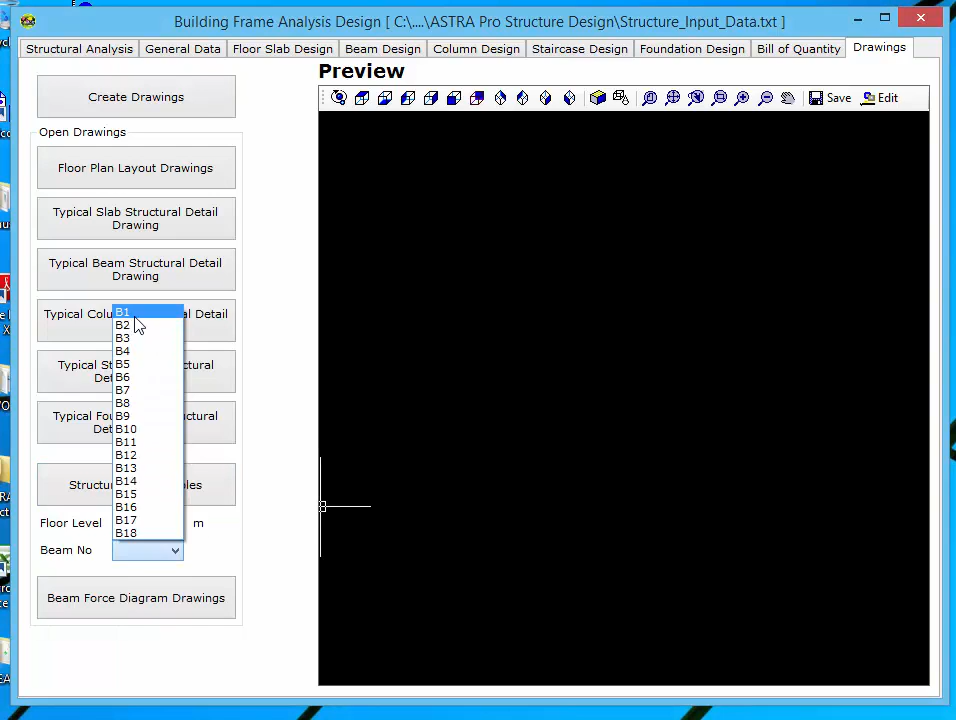 Building Frame Analysis Design [ C:\....\ASTRA Pro Structure Design\Structure_Input_Data.txt ]
Structural Analysis
General Data
Floor Slab Design
Beam Design
Column Design
Staircase Design
Foundation Design
Bill of Quantity
Drawings
Preview
Save
Edit
Create Drawings
Open Drawings
Floor Plan Layout Drawings
Typical Slab Structural Detail
Drawing
Typical Beam Structural Detail
Drawing
Typical Colu
al Detail
Typical St
ctural
Det
Typical Fou
uctural
Det
Structur
les
Floor Level
m
Beam No
B1
B2
B3
B4
B5
B6
B7
B8
B9
B10
B11
B12
B13
B14
B15
B16
B17
B18
Beam Force Diagram Drawings